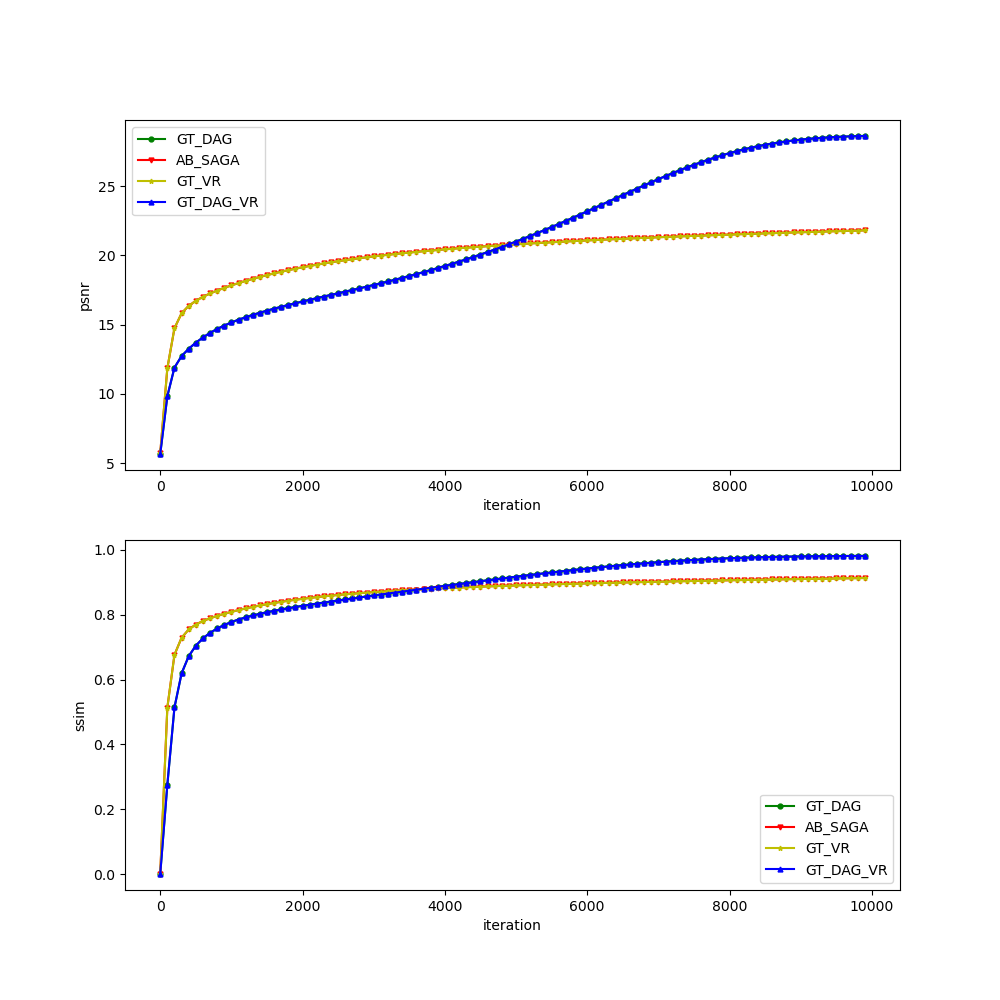 GT_DAG
AB_SAGA
GT_VR
GT_DAG_VR
psnr
25
20
15
10
5
0 2000 4000 6000 8000 10000
iteration
ssim
1.0
0.8
0.6
0.4
0.2
0.0
GT_DAG
AB_SAGA
GT_VR
GT_DAG_VR
0 2000 4000 6000 8000 10000
iteration